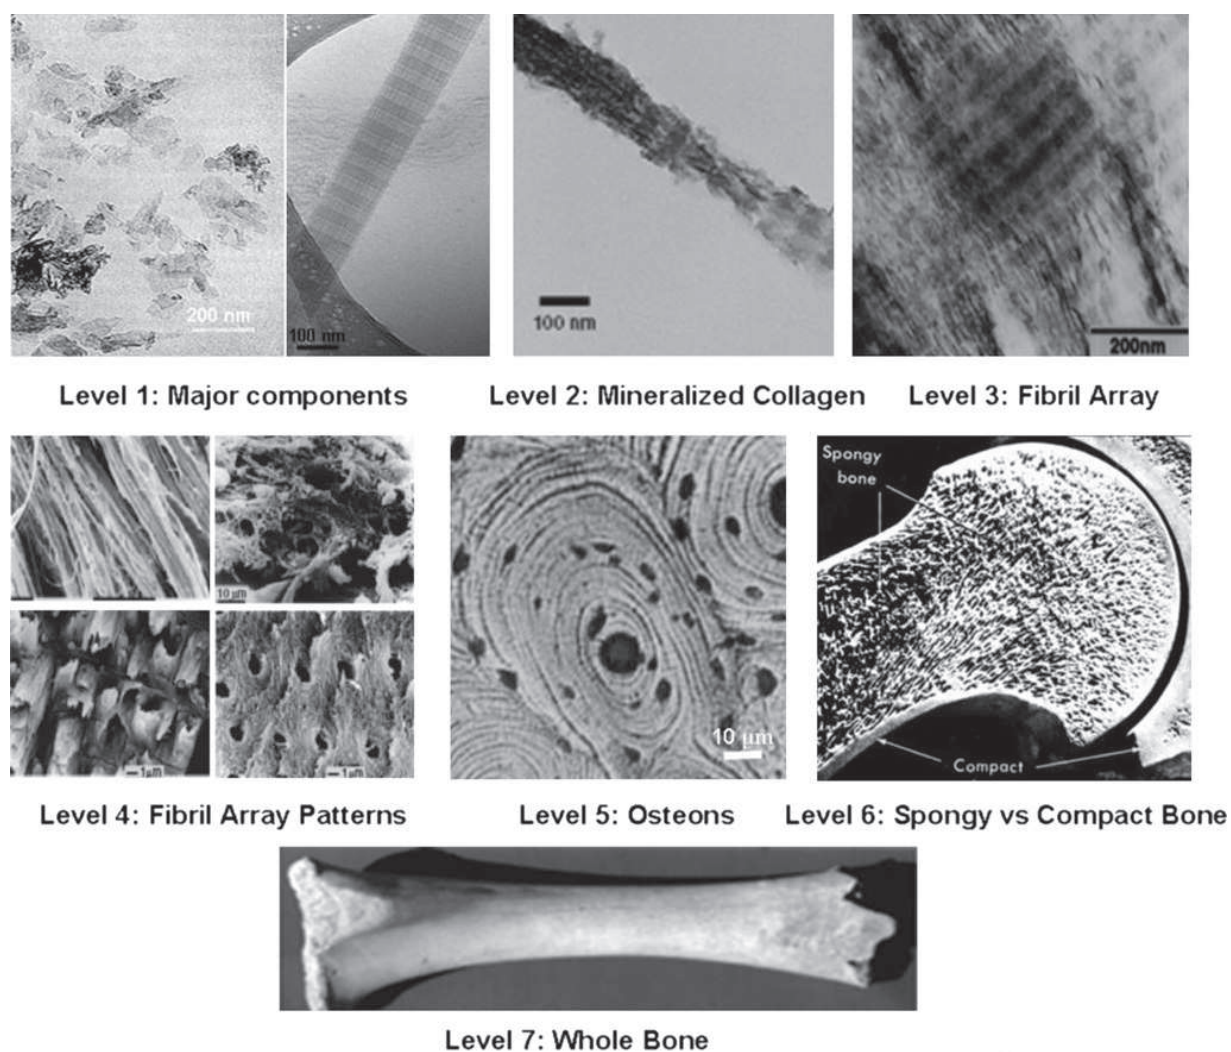 200 nm
100 nm
100 nm
200nm
Level 1: Major components
Level 2: Mineralized Collagen
Level 3: Fibril Array
10 μm
1μm
1μm
Level 4: Fibril Array Patterns
10 μm
Level 5: Osteons
Spongy
bone
Compact
Level 6: Spongy vs Compact Bone
Level 7: Whole Bone